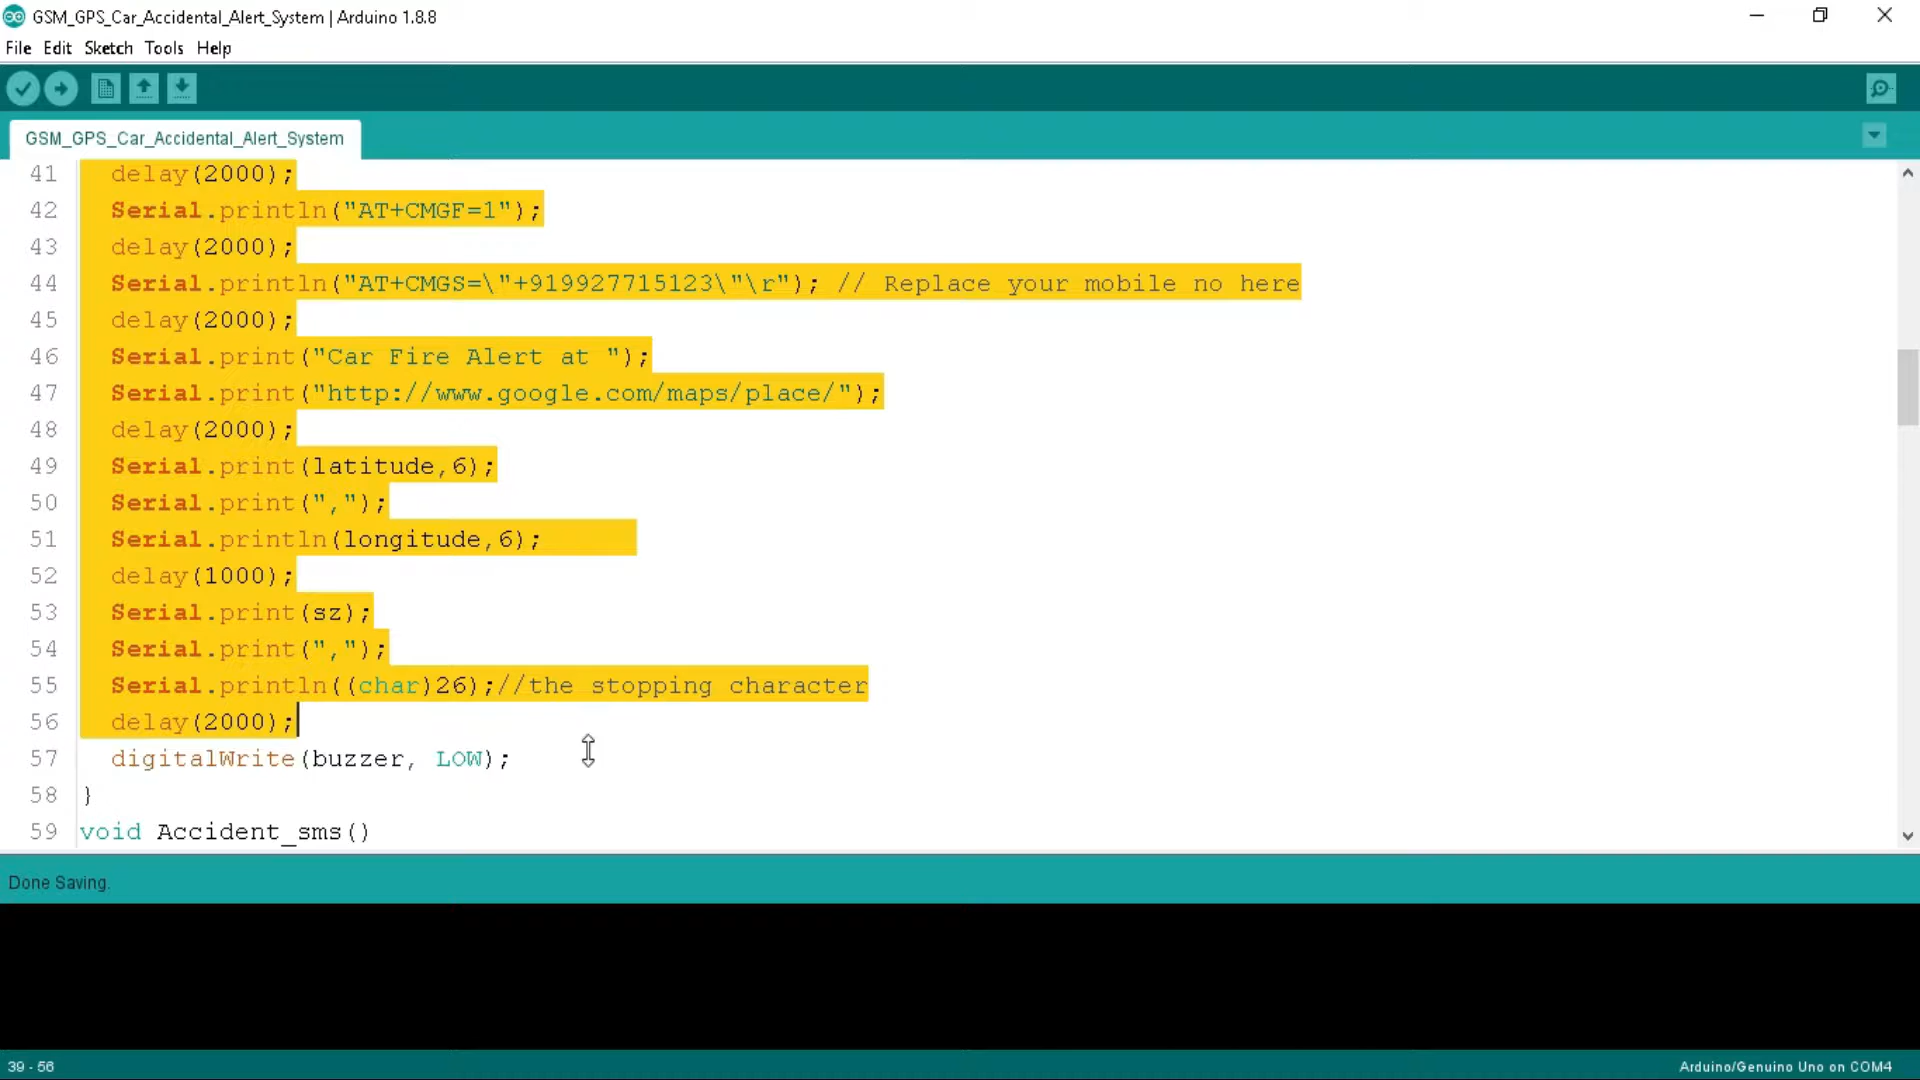 GSM_GPS_Car_Accidental_Alert_System | Arduino 1.8.8
File Edit Sketch Tools Help
GSM_GPS_Car_Accidental_Alert_System
41 delay(2000);
42 Serial.println("AT+CMGF=1");
43 delay(2000);
44 Serial.println("AT+CMGS=\"+919927715123\"\r"); // Replace your mobile no here
45 delay(2000);
46 Serial.print("Car Fire Alert at ");
47 Serial.print("http://www.google.com/maps/place/");
48 delay(2000);
49 Serial.print(latitude,6);
50 Serial.print(",");
51 Serial.println(longitude,6);
52 delay(1000);
53 Serial.print(sz);
54 Serial.print(",");
55 Serial.println((char)26);//the stopping character
56 delay(2000);
57 digitalWrite(buzzer, LOW);
58 }
59 void Accident_sms()
Done Saving.
39 - 56
Arduino/Genuino Uno on COM4